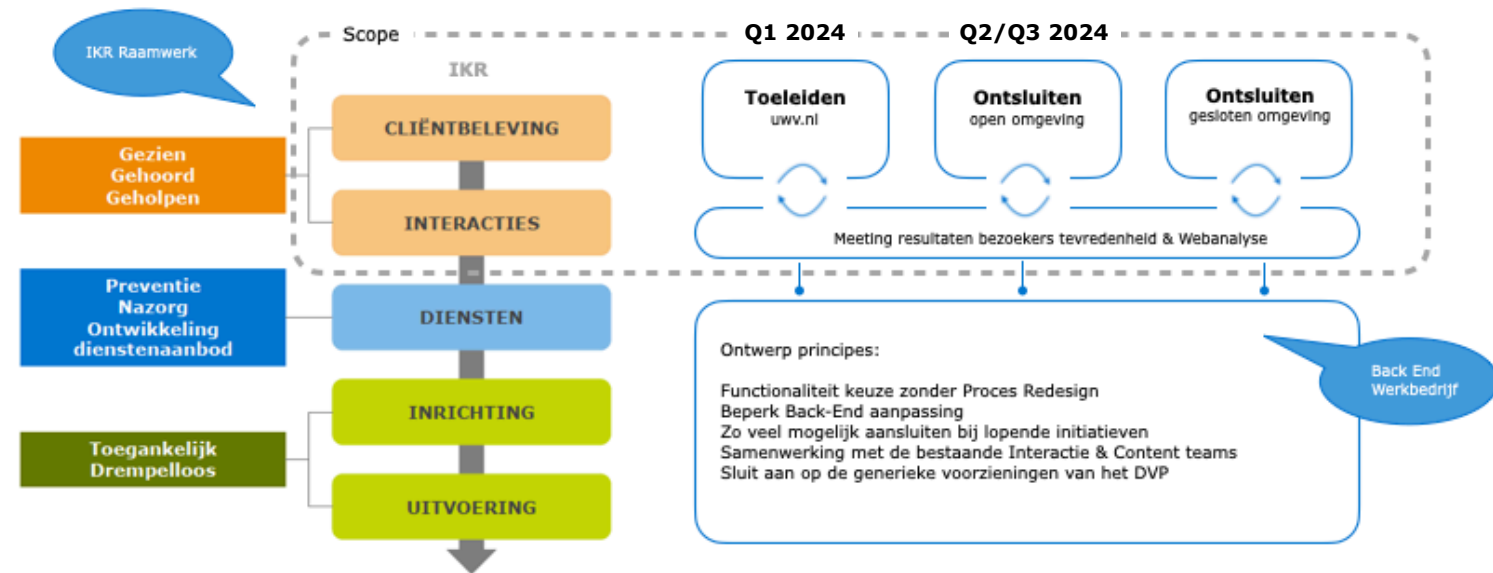 IKR Raamwerk
Scope
Q1 2024
Q2/Q3 2024
IKR
CLIËNTBELEVING
INTERACTIES
DIENSTEN
INRICHTING
UITVOERING
Gezien
Gehoord
Geholpen
Preventie
Nazorg
Ontwikkeling
dienstenaanbod
Toegankelijk
Drempelloos
Toeleiden
uwv.nl
Ontsluiten
open omgeving
Ontsluiten
gesloten omgeving
Meeting resultaten bezoekers tevredenheid & Webanalyse
Ontwerp principes:
Functionaliteit keuze zonder Proces Redesign
Beperk Back-End aanpassing
Zo veel mogelijk aansluiten bij lopende initiatieven
Samenwerking met de bestaande Interactie & Content teams
Sluit aan op de generieke voorzieningen van het DVP
Back End
Werkbedrijf